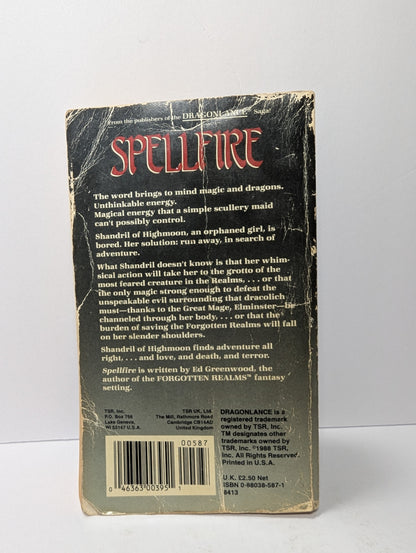 From the publishers of the DRAGONLANCE® Saga
SPELLFIRE
The word brings to mind magic and dragons.
Unthinkable energy.
Magical energy that a simple scullery maid
can't possibly control.
Shandril of Highmoon, an orphaned girl, is
bored. Her solution: run away, in search of
adventure.
What Shandril doesn't know is that her whim-
sical action will take her to the grotto of the
most feared creature in the Realms. . . . or that
the only magic strong enough to defeat the
unspeakable evil surrounding that dracolich
must—thanks to the Great Mage, Elminster—be
channeled through her body, . . . or that the
burden of saving the Forgotten Realms will fall
on her slender shoulders.
Shandril of Highmoon finds adventure all
right, . . . and love, and death, and terror.
Spellfire is written by Ed Greenwood, the
author of the FORGOTTEN REALMS™ fantasy
setting.
TSR, Inc.
P.O. Box 756
Lake Geneva,
WI 53147 U.S.A.
TSR UK, Ltd.
The Mill, Rathmore Road
Cambridge CB14AD
United Kingdom
DRAGONLANCE is a
registered trademark
owned by TSR, Inc.
TM designates other
trademarks owned by
TSR, Inc. ©1988 TSR,
Inc. All Rights Reserved.
Printed in U.S.A.
U.K. £2.50 Net
ISBN 0-88038-587-1
8413
00587
0 46363 00395 1